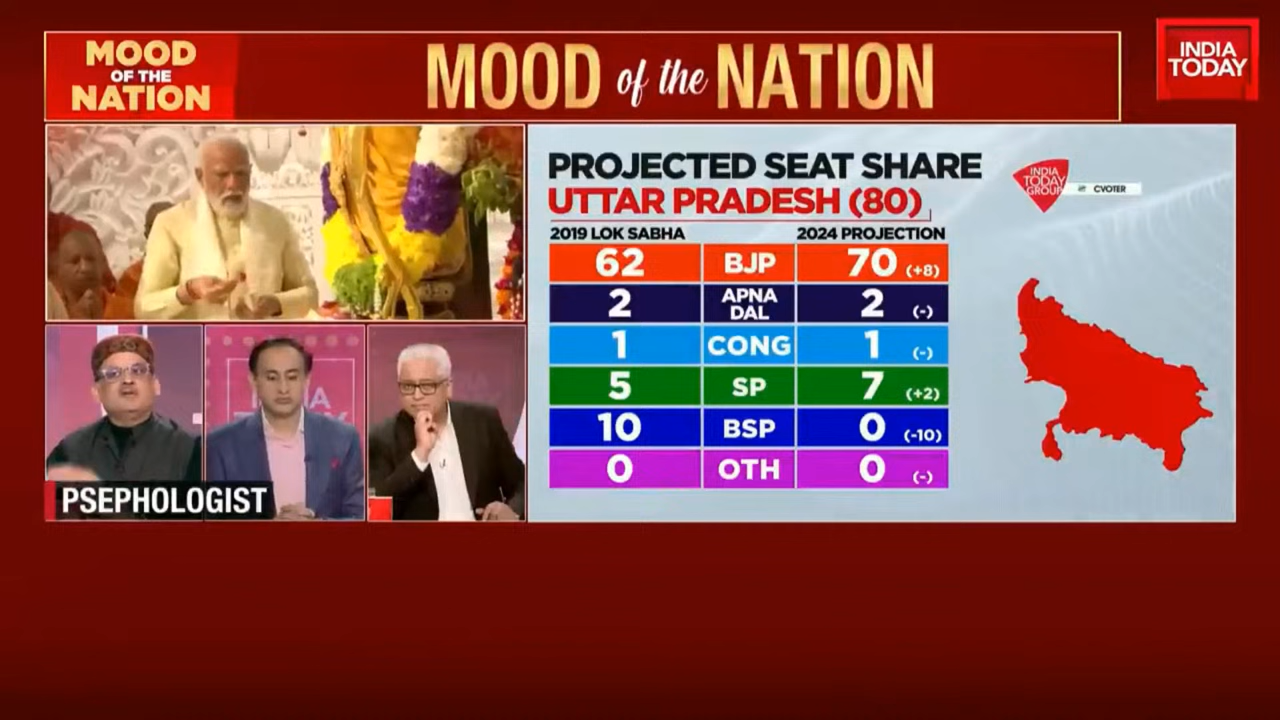 MOOD
OF THE
NATION
MOOD of the NATION
INDIA
TODAY
PROJECTED SEAT SHARE
UTTAR PRADESH (80)
INDIA
TODAY
GROUP
CVOTER
2019 LOK SABHA
2024 PROJECTION
62 BJP 70 (+8)
2 APNA DAL 2 (-)
1 CONG 1 (-)
5 SP 7 (+2)
10 BSP 0 (-10)
0 OTH 0 (-)
PSEPHOLOGIST